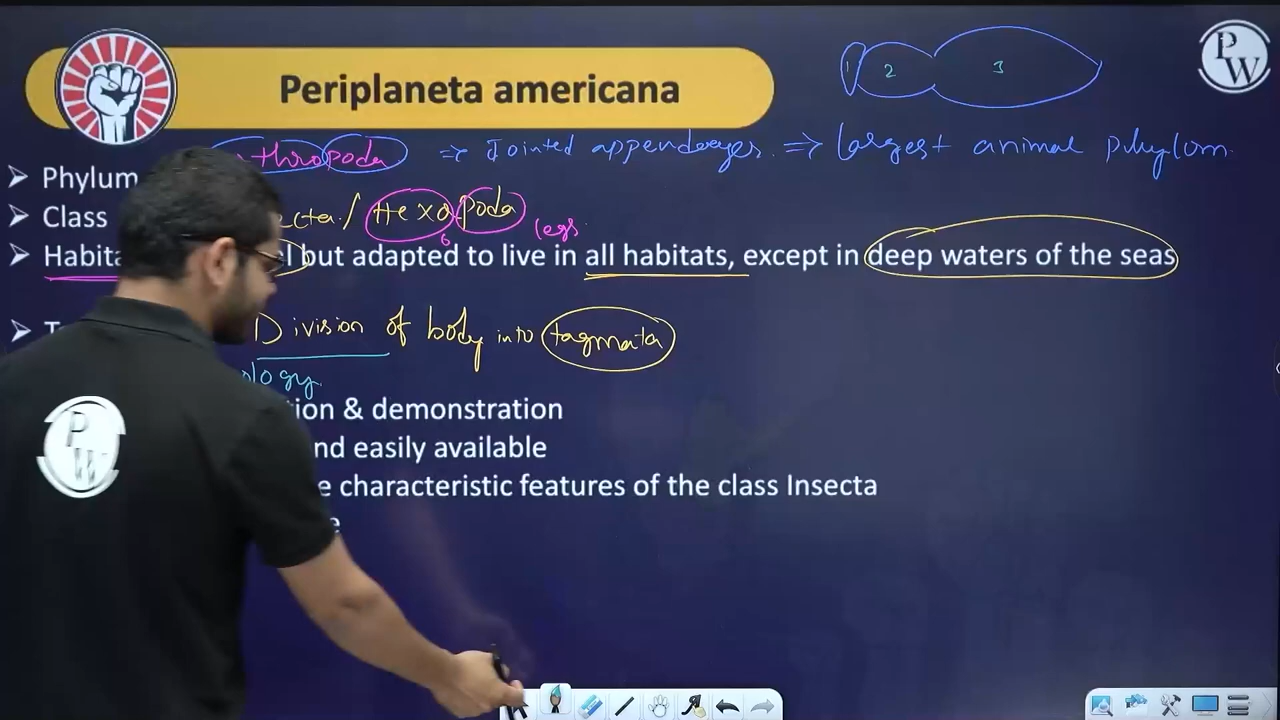 Periplaneta americana
1 2 3
PW
thropoda ⇒ Jointed appendages. ⇒ largest animal phylum.
➤ Phylum
➤ Class cta / Hexapoda
6 legs.
➤ Habita l but adapted to live in all habitats, except in deep waters of the seas
➤ T Division of body into tagmata
ology
tion & demonstration
nd easily available
e characteristic features of the class Insecta
e
PW